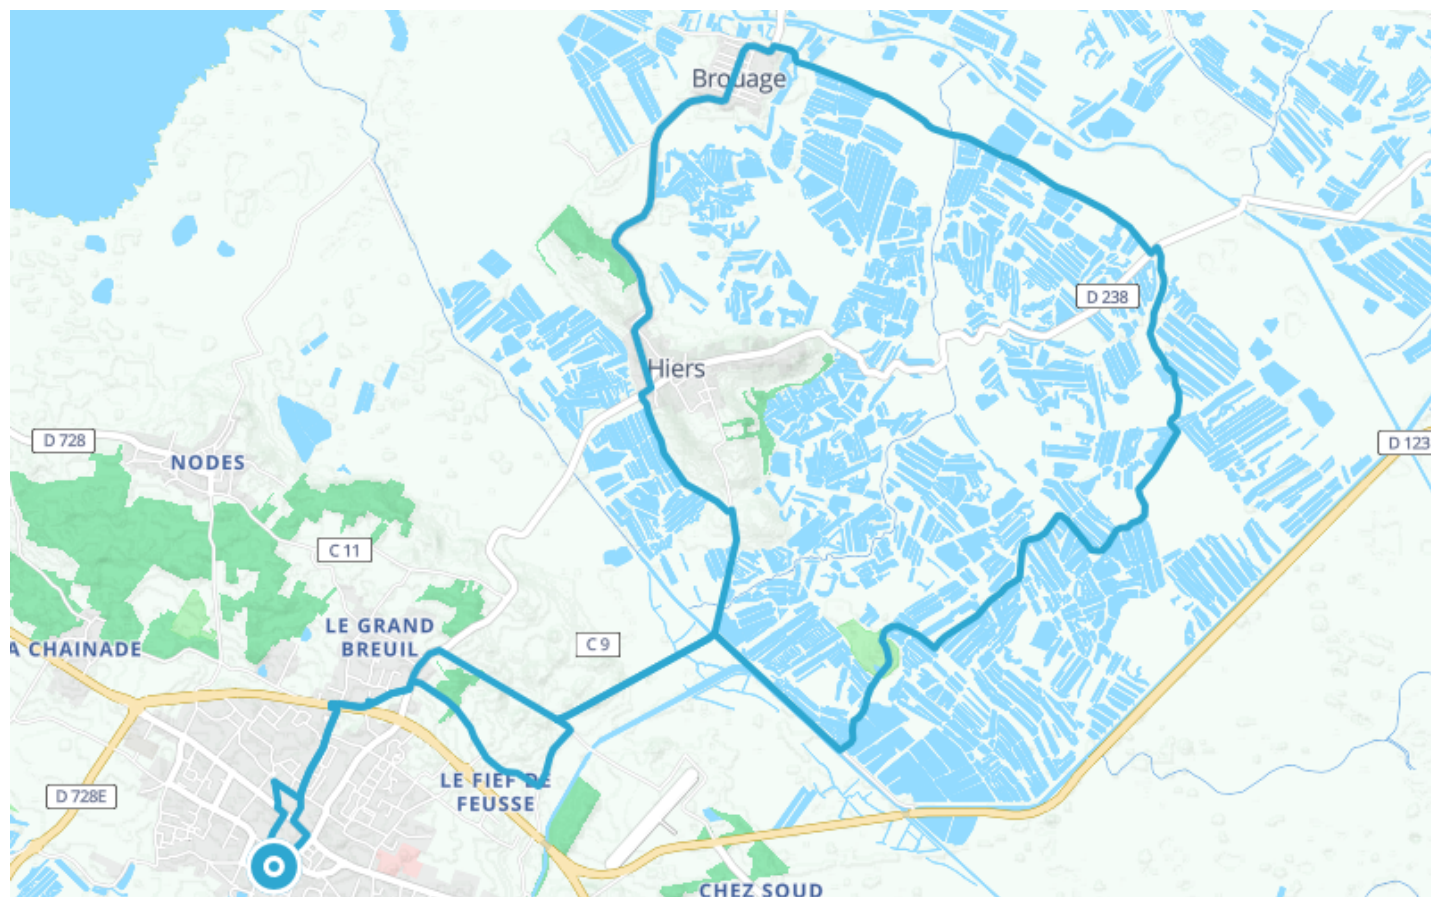 Brouage
D 238
Hiers
D 728
D 123
NODES
C 11
LE GRAND
BREUIL
C 9
A CHAINADE
LE FIEF DE
FEUSSE
D 728E
CHEZ SOUD